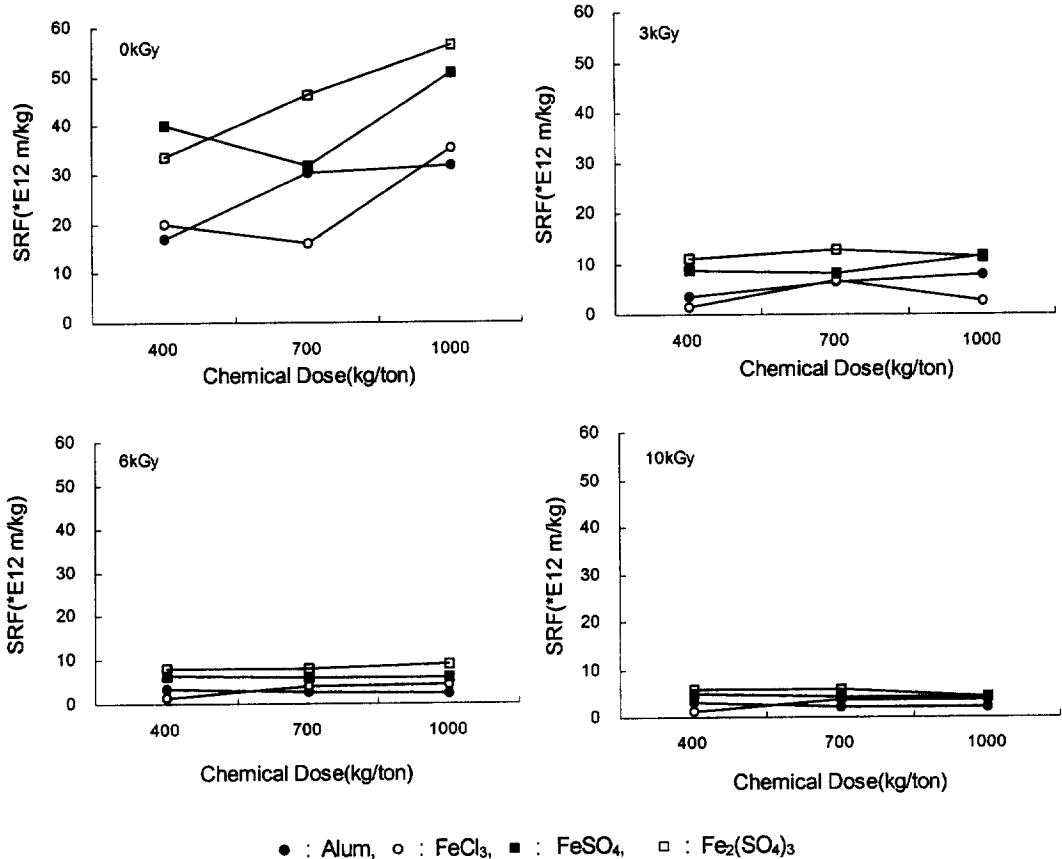 60
50
40
30
20
10
0
0kGy
SRF(*E12 m/kg)
400 700 1000
Chemical Dose(kg/ton)
60
50
40
30
20
10
0
3kGy
SRF(*E12 m/kg)
400 700 1000
Chemical Dose(kg/ton)
60
50
40
30
20
10
0
6kGy
SRF(*E12 m/kg)
400 700 1000
Chemical Dose(kg/ton)
60
50
40
30
20
10
0
10kGy
SRF(*E12 m/kg)
400 700 1000
Chemical Dose(kg/ton)
● : Alum, ○ : FeCl₃, ■ : FeSO₄, □ : Fe₂(SO₄)₃